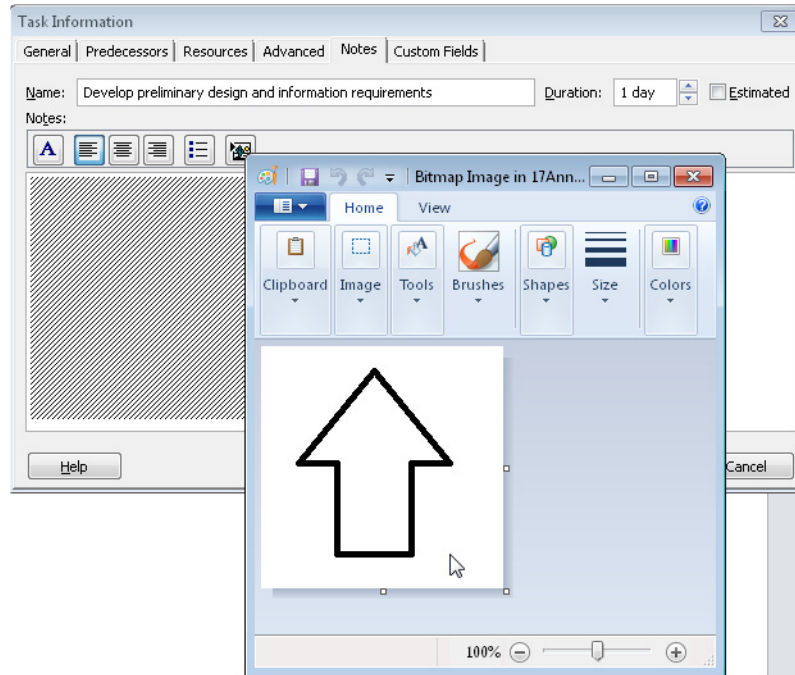 Task Information
General Predecessors Resources Advanced Notes Custom Fields
Name: Develop preliminary design and information requirements Duration: 1 day Estimated
Notes:
A
Bitmap Image in 17Ann...
Home View
Clipboard Image Tools Brushes Shapes Size Colors
Help Cancel
100%